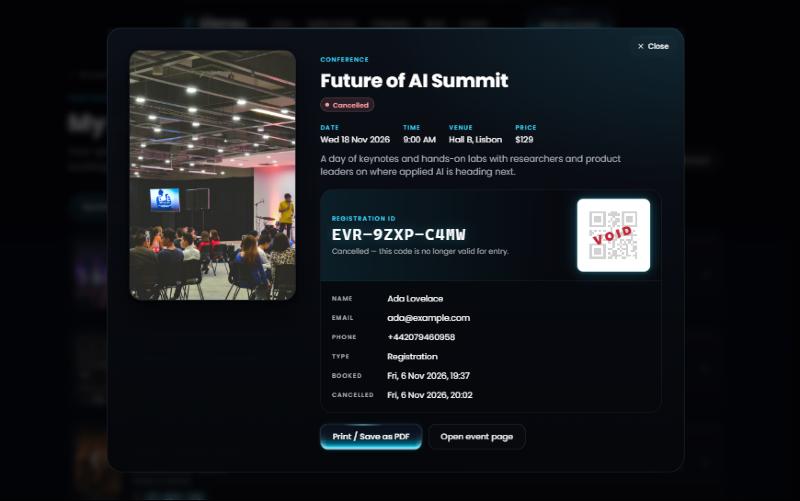 Close
CONFERENCE
Future of AI Summit
Cancelled
DATE TIME VENUE PRICE
Wed 18 Nov 2026 9:00 AM Hall B, Lisbon $129
A day of keynotes and hands-on labs with researchers and product
leaders on where applied AI is heading next.
REGISTRATION ID
EVR-9ZXP-C4MW
Cancelled — this code is no longer valid for entry.
VOID
NAME Ada Lovelace
EMAIL ada@example.com
PHONE +442079460958
TYPE Registration
BOOKED Fri, 6 Nov 2026, 19:37
CANCELLED Fri, 6 Nov 2026, 20:02
Print / Save as PDF Open event page